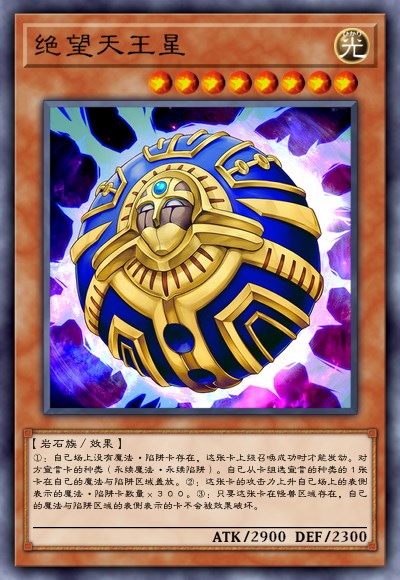 绝望天王星
光
【岩石族／效果】
①：自己场上没有魔法·陷阱卡存在，这张卡上级召唤成功时才能发动。对
方宣言卡的种类（永续魔法·永续陷阱）。自己从卡组选宣言的种类的１张
卡在自己的魔法与陷阱区域盖放。②：这张卡的攻击力上升自己场上的表侧
表示的魔法·陷阱卡数量×３００。③：只要这张卡在怪兽区域存在，自己
的魔法与陷阱区域的表侧表示的卡不会被效果破坏。
ATK/2900 DEF/2300